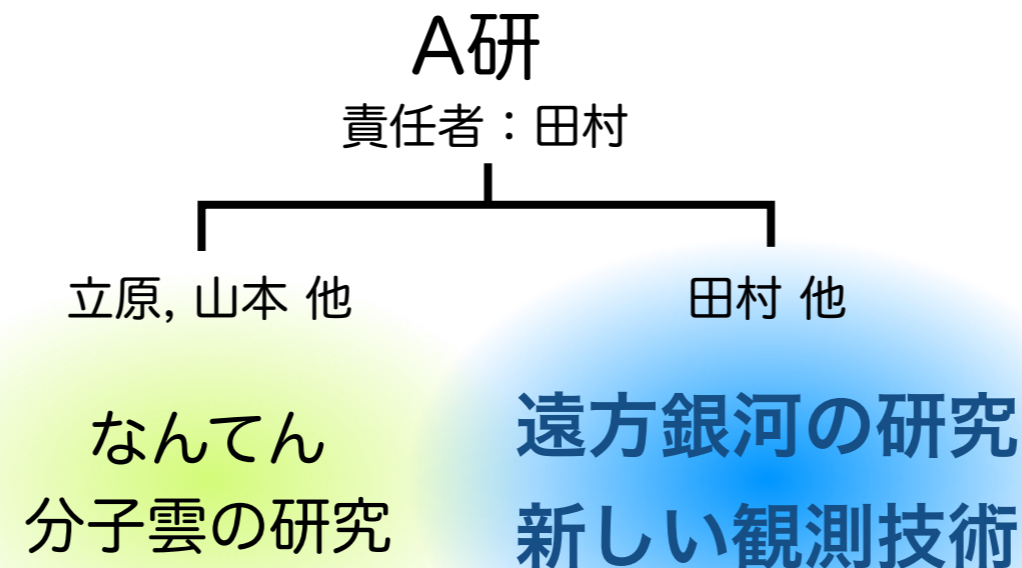 A研
責任者：田村
立原, 山本 他
田村 他
なんてん
分子雲の研究
遠方銀河の研究
新しい観測技術